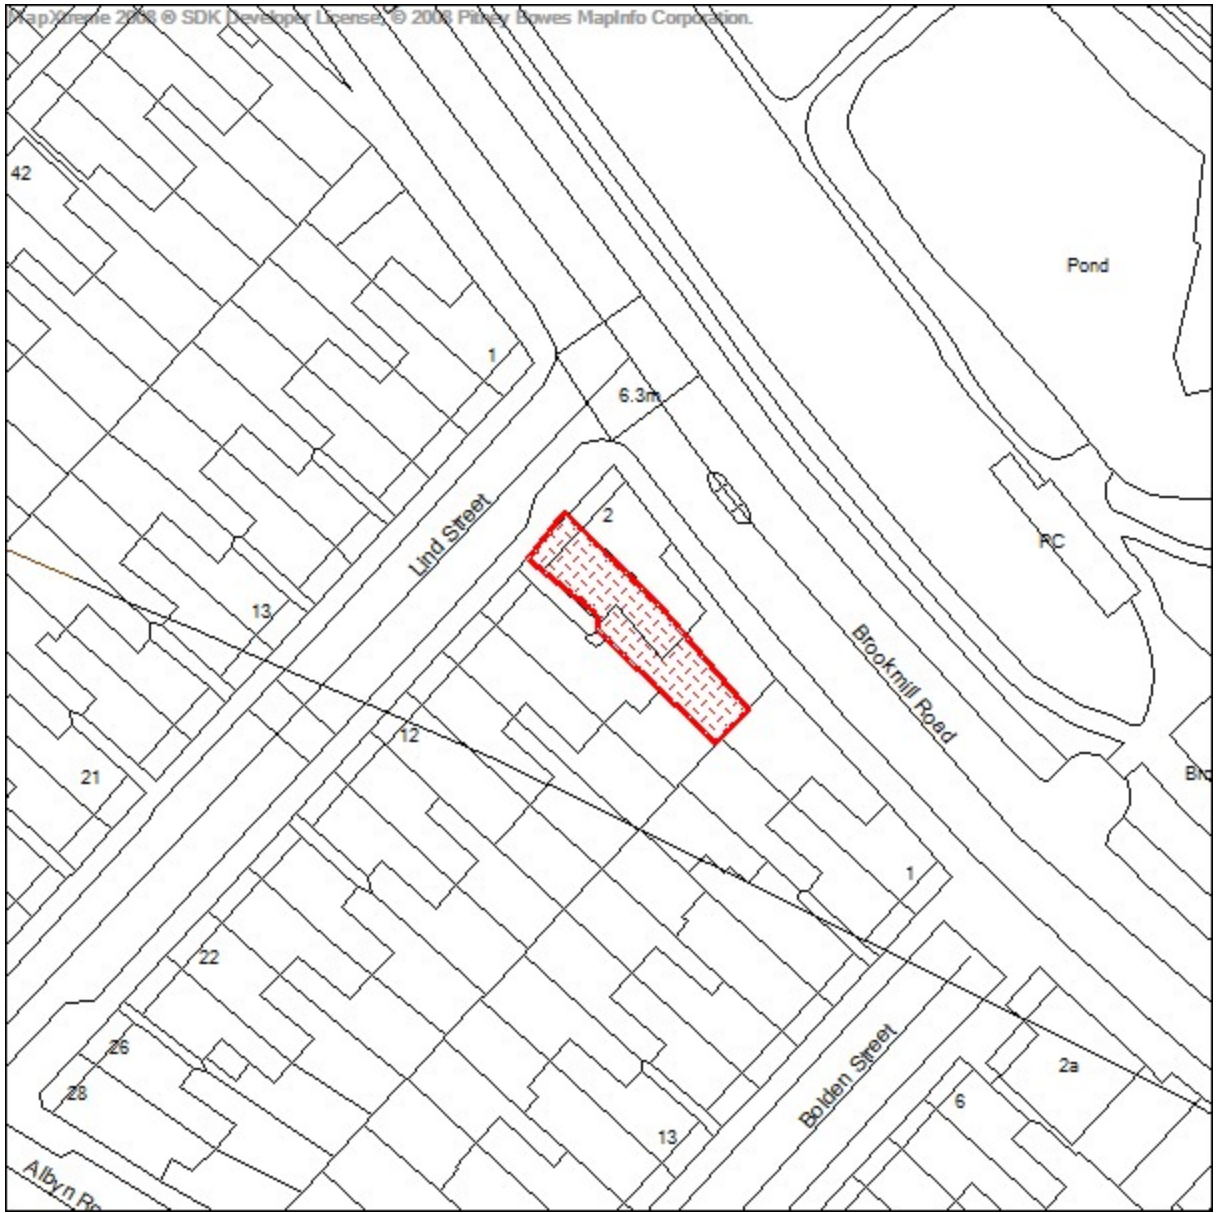 MapXtreme 2008 ® SDK Developer License, © 2008 Pitney Bowes MapInfo Corporation.
42
Pond
1
6.3m
Lind Street
2
PC
13
Brookmill Road
12
21
1
22
Bolden Street
26
2a
28
6
13
Albyn